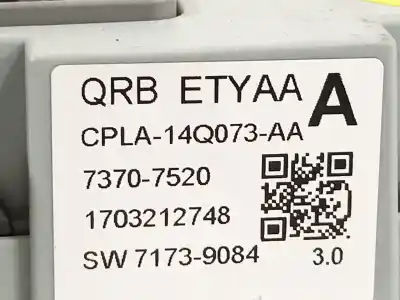 QRB ETYAA A
CPLA-14Q073-AA
7370-7520
1703212748
SW 7173-9084
3.0